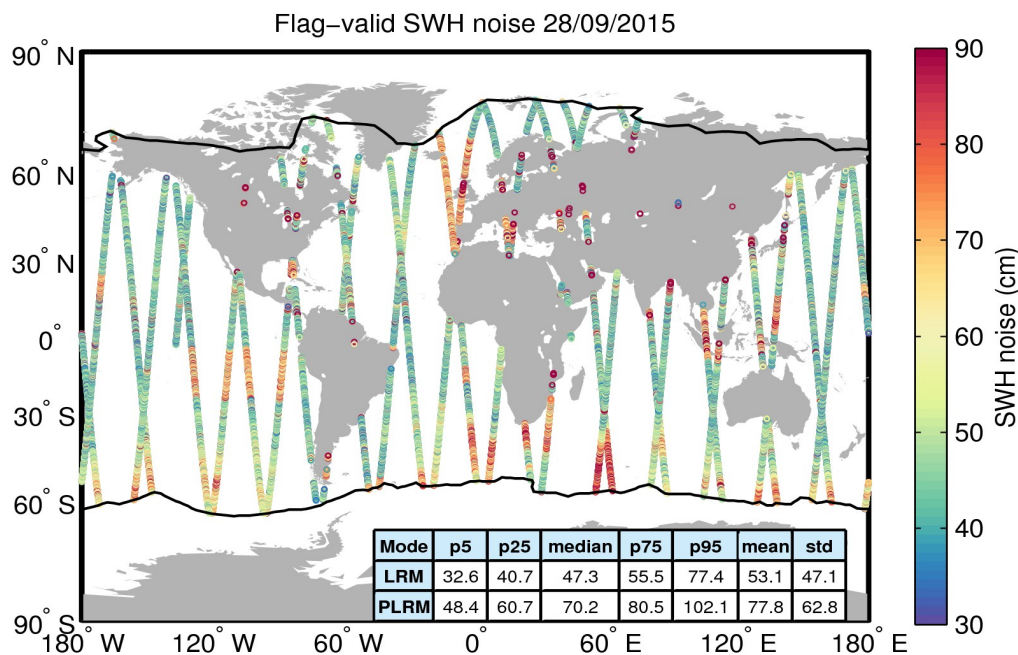 Flag−valid SWH noise 28/09/2015
90° N
60° N
30° N
0°
30° S
60° S
90° S
180° W
120° W
60° W
0°
60° E
120° E
180° E
90
80
70
60
50
40
30
SWH noise (cm)
Mode p5 p25 median p75 p95 mean std
LRM 32.6 40.7 47.3 55.5 77.4 53.1 47.1
PLRM 48.4 60.7 70.2 80.5 102.1 77.8 62.8